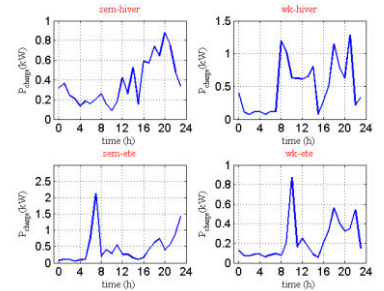 sem-hiver
wk-hiver
P_charge(kW)
1
0.8
0.6
0.4
0.2
0
0 4 8 12 16 20 24
time (h)
P_charge(kW)
1.5
1
0.5
0
0 4 8 12 16 20 24
time (h)
sem-ete
wk-ete
P_charge(kW)
2.5
2
1.5
1
0.5
0
0 4 8 12 16 20 24
time (h)
P_charge(kW)
1
0.8
0.6
0.4
0.2
0
0 4 8 12 16 20 24
time (h)